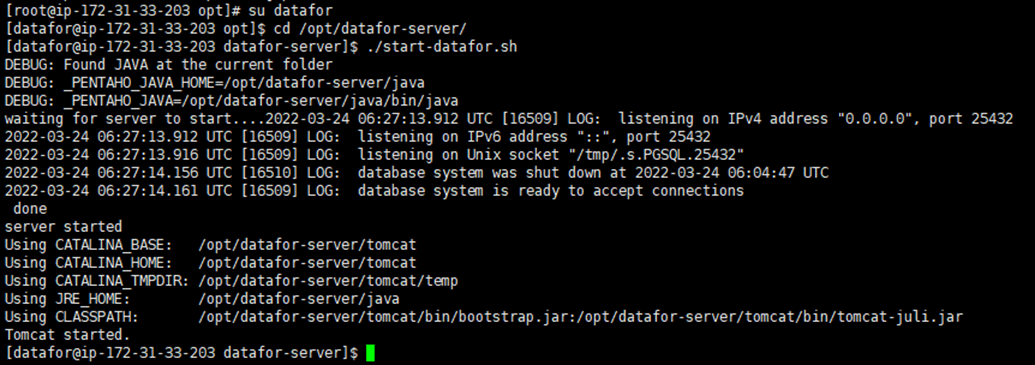 [root@ip-172-31-33-203 opt]# su datafor
[datafor@ip-172-31-33-203 opt]$ cd /opt/datafor-server/
[datafor@ip-172-31-33-203 datafor-server]$ ./start-datafor.sh
DEBUG: Found JAVA at the current folder
DEBUG: _PENTAHO_JAVA_HOME=/opt/datafor-server/java
DEBUG: _PENTAHO_JAVA=/opt/datafor-server/java/bin/java
waiting for server to start....2022-03-24 06:27:13.912 UTC [16509] LOG:  listening on IPv4 address "0.0.0.0", port 25432
2022-03-24 06:27:13.912 UTC [16509] LOG:  listening on IPv6 address "::", port 25432
2022-03-24 06:27:13.916 UTC [16509] LOG:  listening on Unix socket "/tmp/.s.PGSQL.25432"
2022-03-24 06:27:14.156 UTC [16510] LOG:  database system was shut down at 2022-03-24 06:04:47 UTC
2022-03-24 06:27:14.161 UTC [16509] LOG:  database system is ready to accept connections
 done
server started
Using CATALINA_BASE:   /opt/datafor-server/tomcat
Using CATALINA_HOME:   /opt/datafor-server/tomcat
Using CATALINA_TMPDIR: /opt/datafor-server/tomcat/temp
Using JRE_HOME:        /opt/datafor-server/java
Using CLASSPATH:       /opt/datafor-server/tomcat/bin/bootstrap.jar:/opt/datafor-server/tomcat/bin/tomcat-juli.jar
Tomcat started.
[datafor@ip-172-31-33-203 datafor-server]$